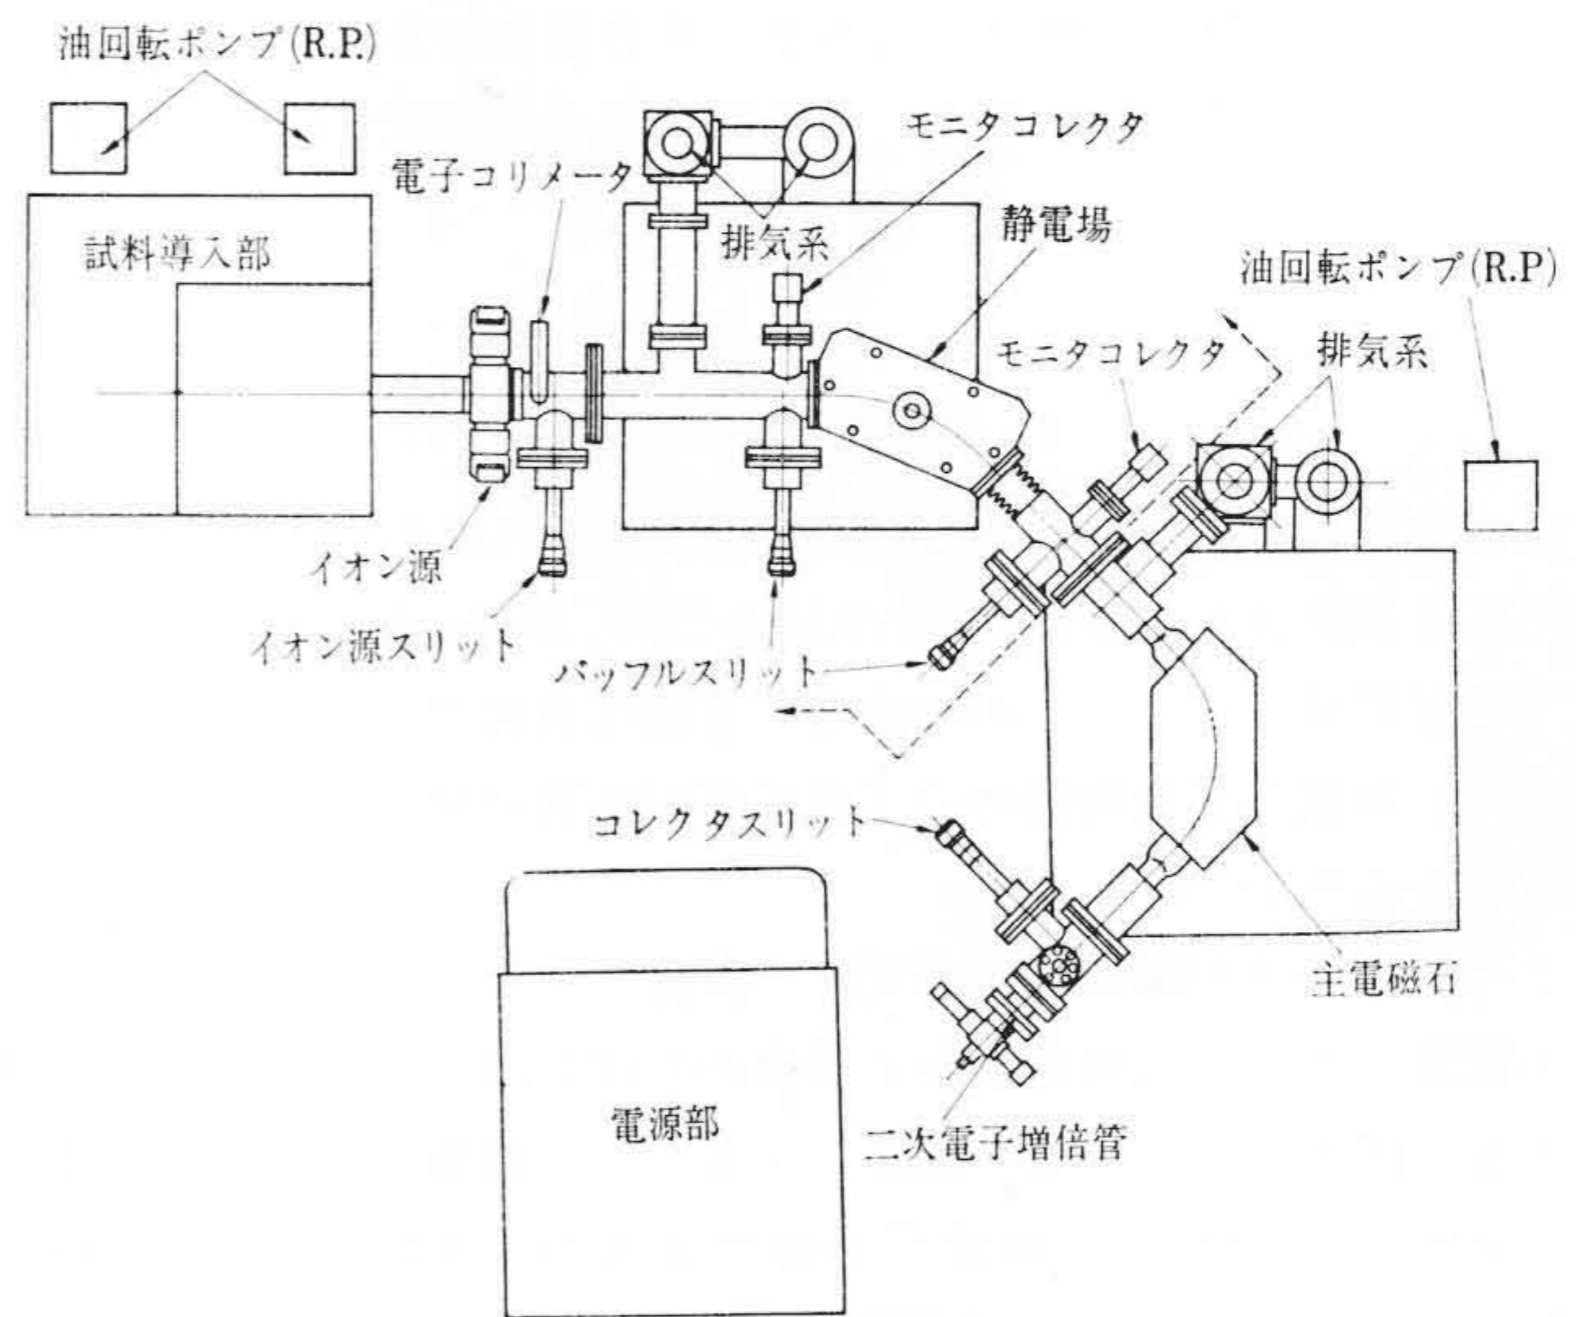 油回転ポンプ(R.P.)
モニタコレクタ
電子コリメータ
静電場
排気系
試料導入部
油回転ポンプ(R.P)
モニタコレクタ
排気系
イオン源
イオン源スリット
バッフルスリット
コレクタスリット
主電磁石
電源部
二次電子増倍管